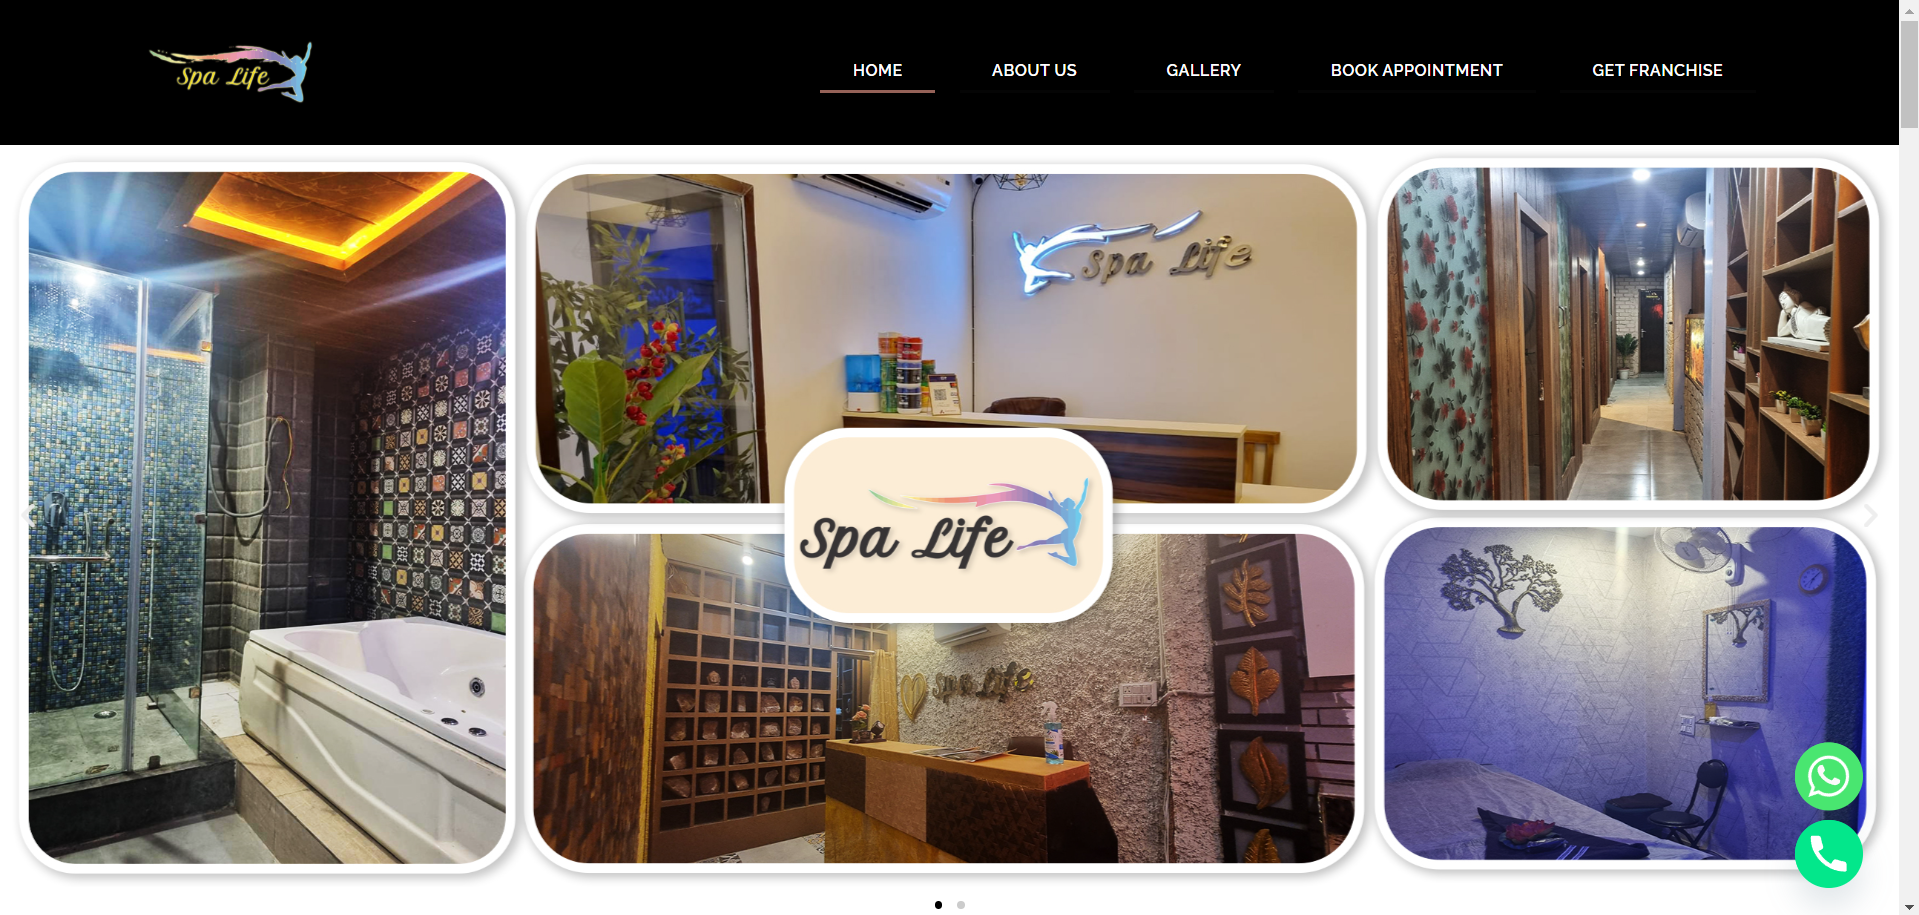 Spa Life
HOME
ABOUT US
GALLERY
BOOK APPOINTMENT
GET FRANCHISE
Spa Life
Spa Life
Spa Life